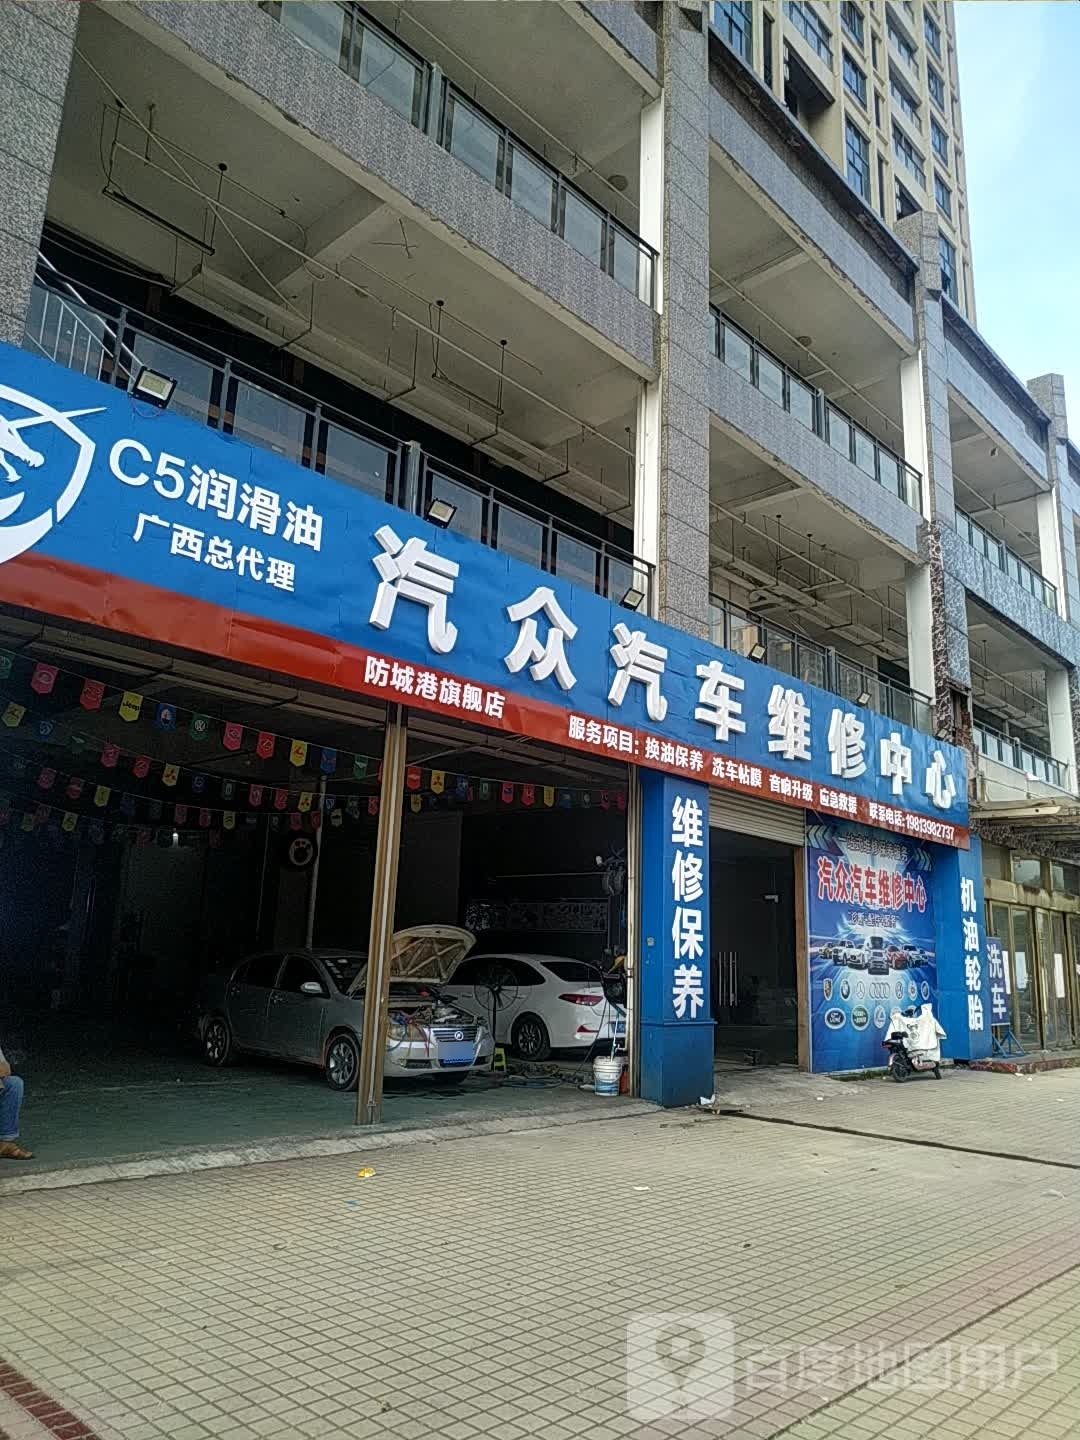 C5润滑油
广西总代理
汽众汽车维修中心
防城港旗舰店
服务项目: 换油保养 洗车帖膜 音响升级 应急救援 联系电话:19813982737
维修保养
汽众汽车维修中心
机油轮胎
洗车
Jeep
Ford
百度地图用户